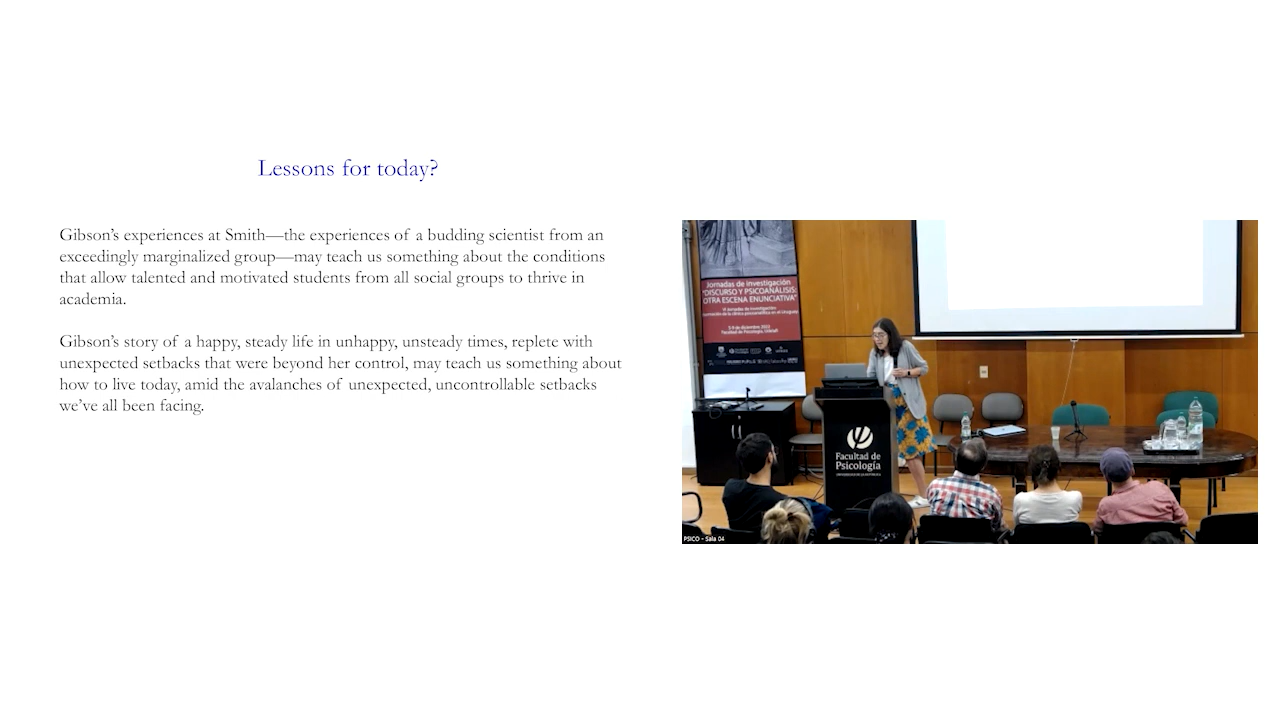 Lessons for today?
Gibson’s experiences at Smith—the experiences of a budding scientist from an
exceedingly marginalized group—may teach us something about the conditions
that allow talented and motivated students from all social groups to thrive in
academia.
Gibson’s story of a happy, steady life in unhappy, unsteady times, replete with
unexpected setbacks that were beyond her control, may teach us something about
how to live today, amid the avalanches of unexpected, uncontrollable setbacks
we’ve all been facing.
Jornadas de investigación
"DISCURSO Y PSICOANÁLISIS:
OTRA ESCENA ENUNCIATIVA"
Facultad de
Psicología
UNIVERSIDAD DE LA REPÚBLICA
PSICO - Sala 04